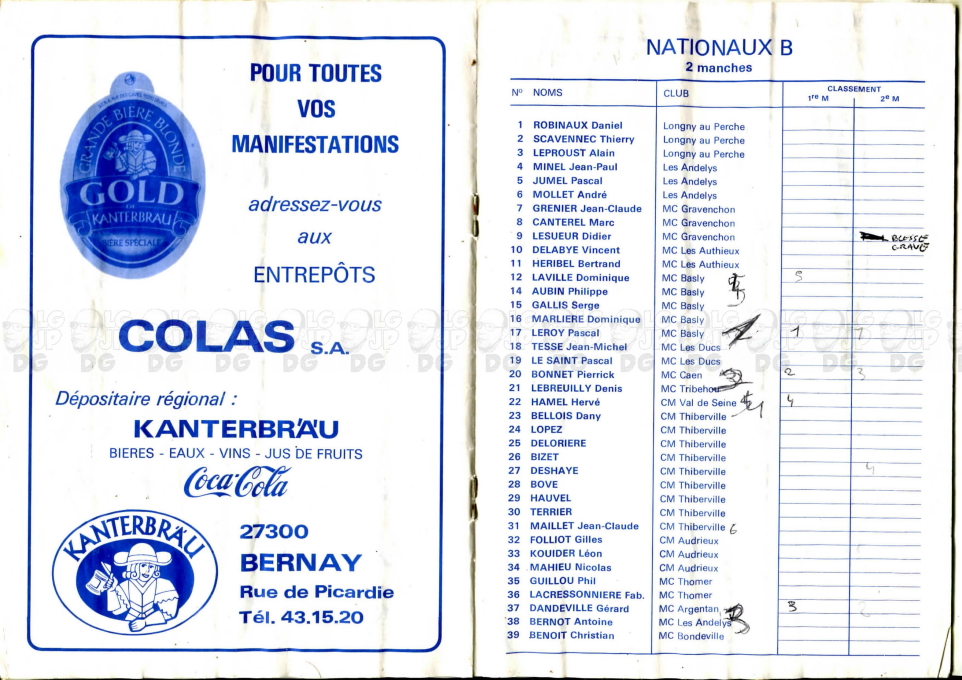 POUR TOUTES
VOS
MANIFESTATIONS
GRANDE BIERE BLONDE
GOLD
DE
KANTERBRAU
BIÈRE SPÉCIALE
adressez-vous
aux
ENTREPÔTS
COLAS S.A.
Dépositaire régional :
KANTERBRÄU
BIERES - EAUX - VINS - JUS DE FRUITS
Coca-Cola
KANTERBRÄU
27300
BERNAY
Rue de Picardie
Tél. 43.15.20
NATIONAUX B
2 manches
N° NOMS CLUB CLASSEMENT
1re M 2e M
1 ROBINAUX Daniel Longny au Perche
2 SCAVENNEC Thierry Longny au Perche
3 LEPROUST Alain Longny au Perche
4 MINEL Jean-Paul Les Andelys
5 JUMEL Pascal Les Andelys
6 MOLLET André Les Andelys
7 GRENIER Jean-Claude MC Gravenchon
8 CANTEREL Marc MC Gravenchon
9 LESUEUR Didier MC Gravenchon BLESSE GRAVE
10 DELABYE Vincent MC Les Authieux
11 HERIBEL Bertrand MC Les Authieux
12 LAVILLE Dominique MC Basly 5
14 AUBIN Philippe MC Basly
15 GALLIS Serge MC Basly
16 MARLIERE Dominique MC Basly
17 LEROY Pascal MC Basly 1 1
18 TESSE Jean-Michel MC Les Ducs
19 LE SAINT Pascal MC Les Ducs
20 BONNET Pierrick MC Caen 2 3
21 LEBREUILLY Denis MC Tribehou
22 HAMEL Hervé CM Val de Seine 4
23 BELLOIS Dany CM Thiberville
24 LOPEZ CM Thiberville
25 DELORIERE CM Thiberville
26 BIZET CM Thiberville
27 DESHAYE CM Thiberville 4
28 BOVE CM Thiberville
29 HAUVEL CM Thiberville
30 TERRIER CM Thiberville
31 MAILLET Jean-Claude CM Thiberville 6
32 FOLLIOT Gilles CM Audrieux
33 KOUIDER Léon CM Audrieux
34 MAHIEU Nicolas CM Audrieux
35 GUILLOU Phil MC Thomer
36 LACRESSONNIERE Fab. MC Thomer
37 DANDEVILLE Gérard MC Argentan 3 2
38 BERNOT Antoine MC Les Andelys
39 BENOIT Christian MC Bondeville